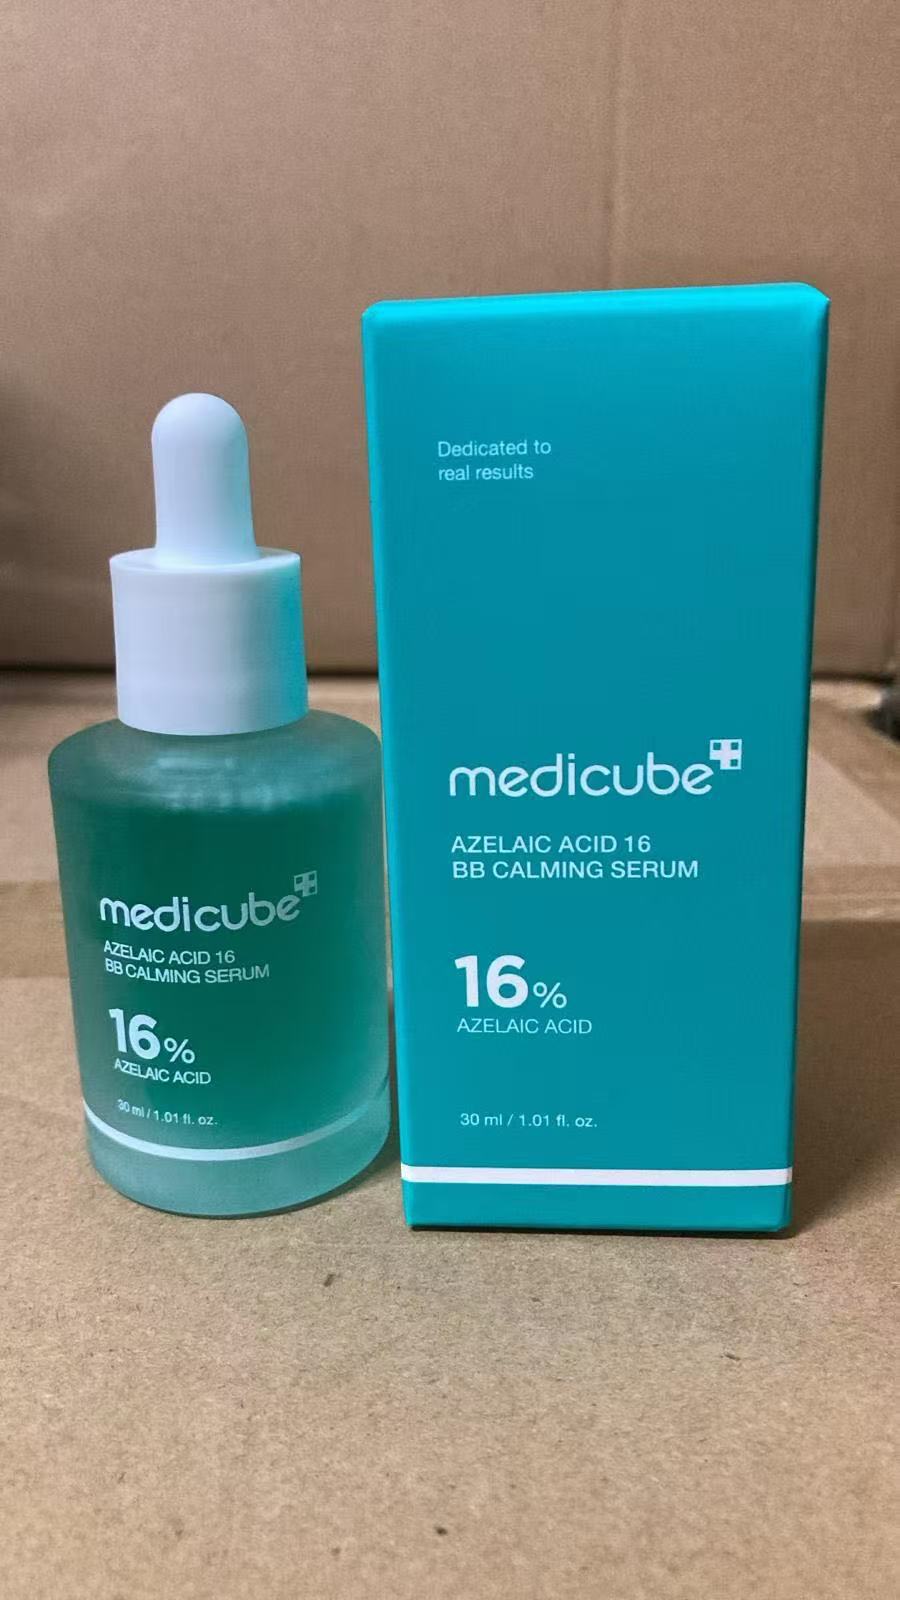 medicube
AZELAIC ACID 16
BB CALMING SERUM
16%
AZELAIC ACID
30 ml / 1.01 fl. oz.
Dedicated to
real results
medicube
AZELAIC ACID 16
BB CALMING SERUM
16%
AZELAIC ACID
30 ml / 1.01 fl. oz.